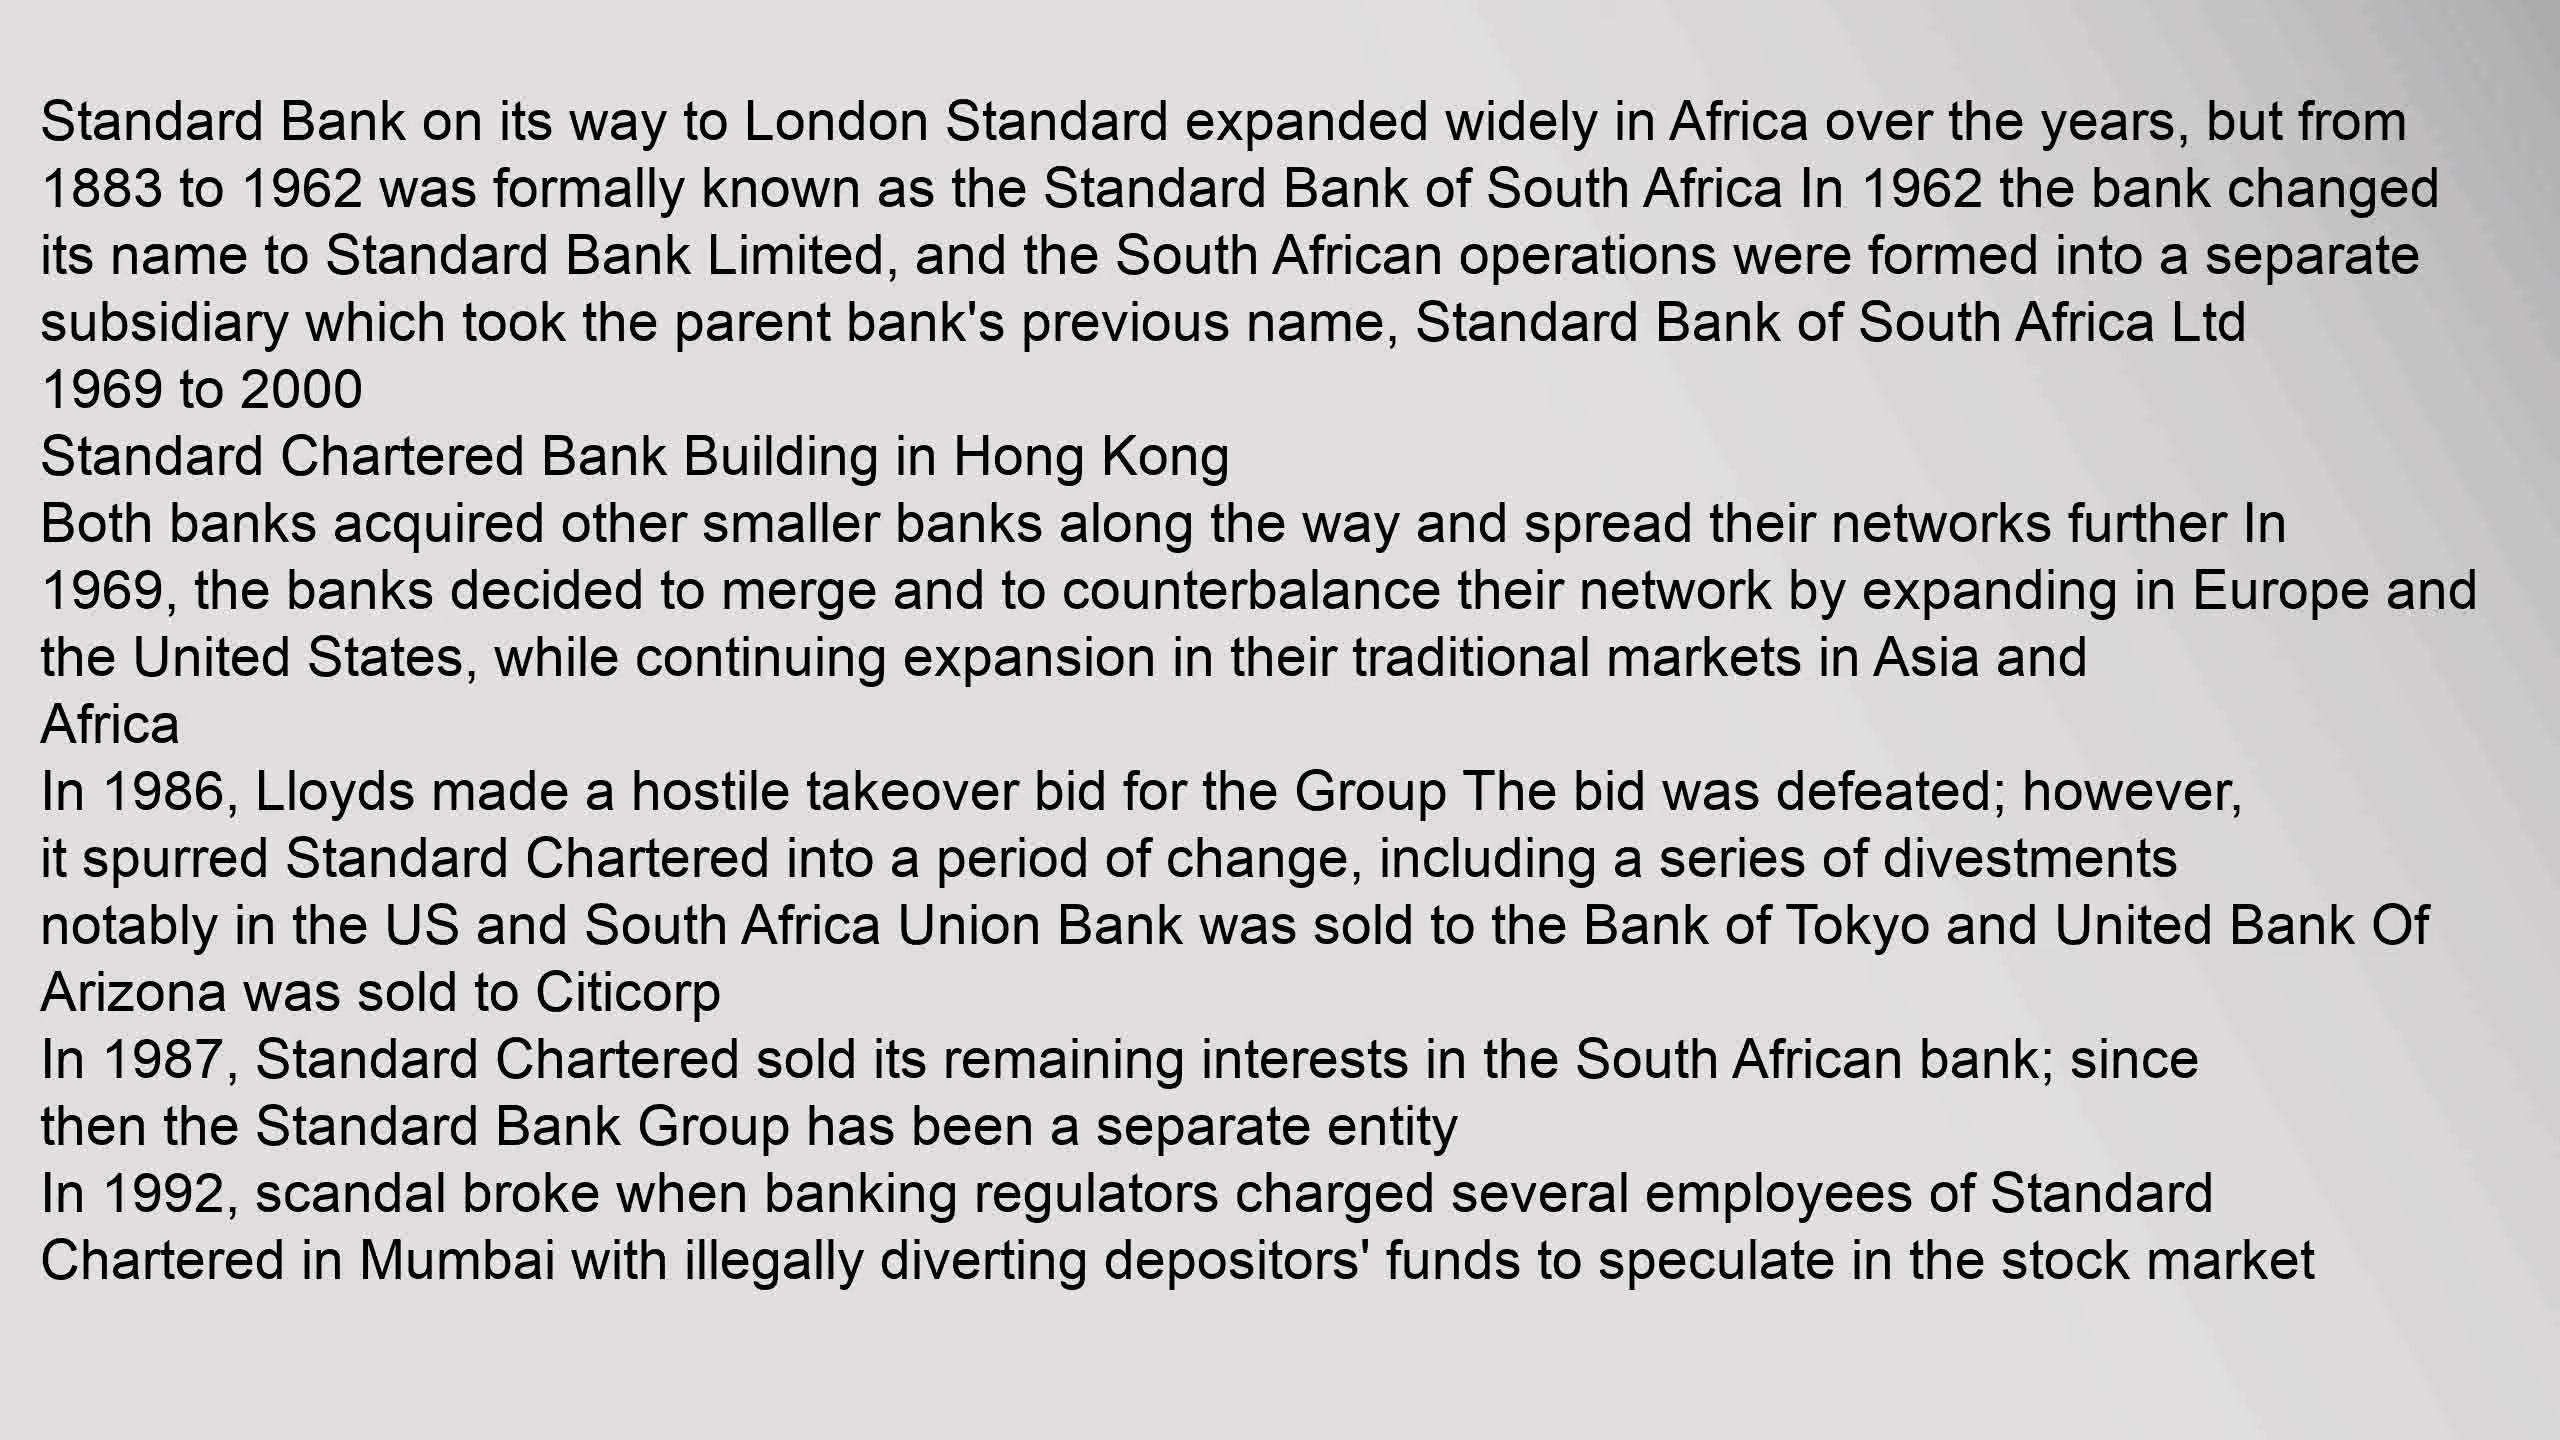 Standard Bank on its way to London Standard expanded widely in Africa over the years, but from
1883 to 1962 was formally known as the Standard Bank of South Africa In 1962 the bank changed
its name to Standard Bank Limited, and the South African operations were formed into a separate
subsidiary which took the parent bank's previous name, Standard Bank of South Africa Ltd
1969 to 2000
Standard Chartered Bank Building in Hong Kong
Both banks acquired other smaller banks along the way and spread their networks further In
1969, the banks decided to merge and to counterbalance their network by expanding in Europe and
the United States, while continuing expansion in their traditional markets in Asia and
Africa
In 1986, Lloyds made a hostile takeover bid for the Group The bid was defeated; however,
it spurred Standard Chartered into a period of change, including a series of divestments
notably in the US and South Africa Union Bank was sold to the Bank of Tokyo and United Bank Of
Arizona was sold to Citicorp
In 1987, Standard Chartered sold its remaining interests in the South African bank; since
then the Standard Bank Group has been a separate entity
In 1992, scandal broke when banking regulators charged several employees of Standard
Chartered in Mumbai with illegally diverting depositors' funds to speculate in the stock market